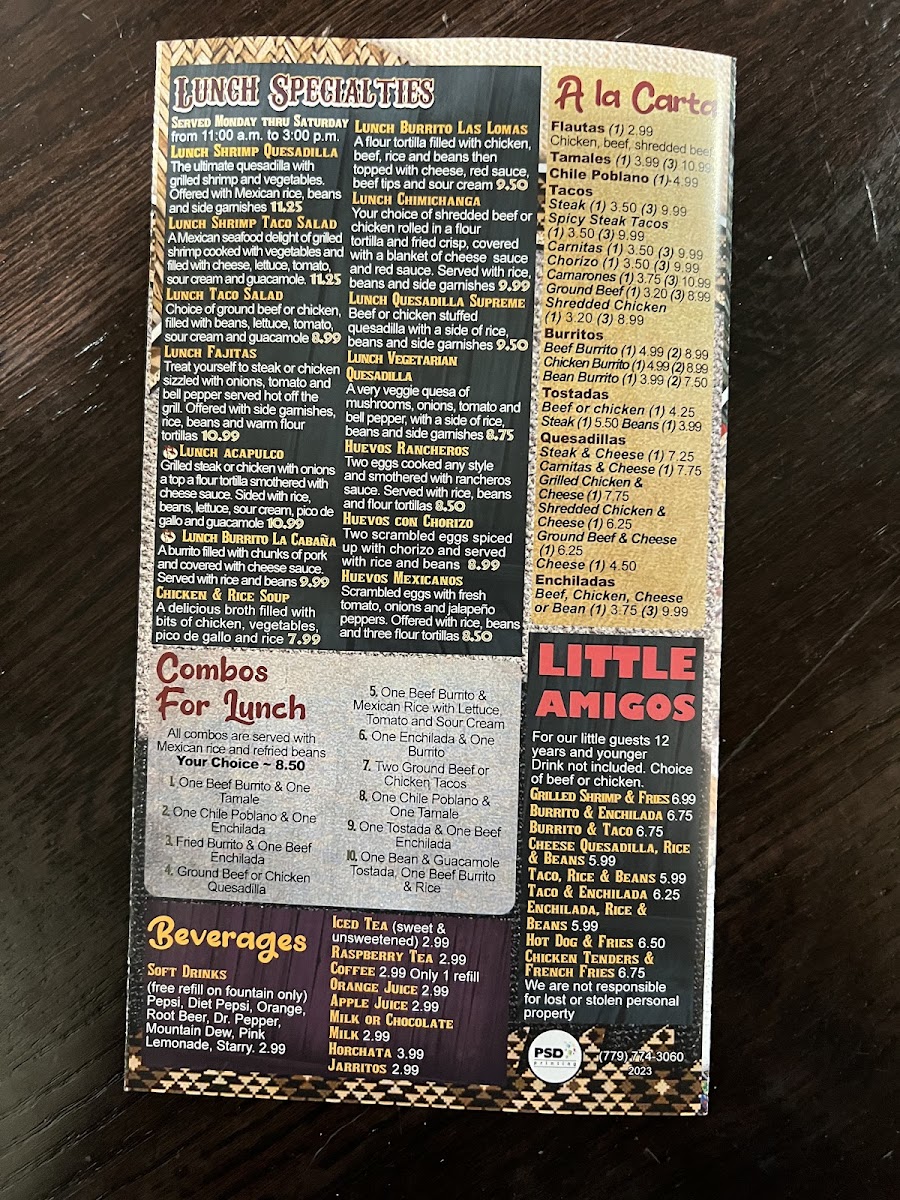 LUNCH SPECIALTIES
SERVED MONDAY THRU SATURDAY
from 11:00 a.m. to 3:00 p.m.
LUNCH SHRIMP QUESADILLA
The ultimate quesadilla with
grilled shrimp and vegetables.
Offered with Mexican rice, beans
and side garnishes 11.25
LUNCH SHRIMP TACO SALAD
A Mexican seafood delight of grilled
shrimp cooked with vegetables and
filled with cheese, lettuce, tomato,
sour cream and guacamole. 11.25
LUNCH TACO SALAD
Choice of ground beef or chicken,
filled with beans, lettuce, tomato,
sour cream and guacamole 8.99
LUNCH FAJITAS
Treat yourself to steak or chicken
sizzled with onions, tomato and
bell pepper served hot off the
grill. Offered with side garnishes,
rice, beans and warm flour
tortillas 10.99
LUNCH ACAPULCO
Grilled steak or chicken with onions
a top a flour tortilla smothered with
cheese sauce. Sided with rice,
beans, lettuce, sour cream, pico de
gallo and guacamole 10.99
LUNCH BURRITO LA CABAÑA
A burrito filled with chunks of pork
and covered with cheese sauce.
Served with rice and beans 9.99
CHICKEN & RICE SOUP
A delicious broth filled with
bits of chicken, vegetables,
pico de gallo and rice 7.99
LUNCH BURRITO LAS LOMAS
A flour tortilla filled with chicken,
beef, rice and beans then
topped with cheese, red sauce,
beef tips and sour cream 9.50
LUNCH CHIMICHANGA
Your choice of shredded beef or
chicken rolled in a flour
tortilla and fried crisp, covered
with a blanket of cheese sauce
and red sauce. Served with rice,
beans and side garnishes 9.99
LUNCH QUESADILLA SUPREME
Beef or chicken stuffed
quesadilla with a side of rice,
beans and side garnishes 9.50
LUNCH VEGETARIAN
QUESADILLA
A very veggie quesa of
mushrooms, onions, tomato and
bell pepper, with a side of rice,
beans and side garnishes 8.75
HUEVOS RANCHEROS
Two eggs cooked any style
and smothered with rancheros
sauce. Served with rice, beans
and flour tortillas 8.50
HUEVOS CON CHORIZO
Two scrambled eggs spiced
up with chorizo and served
with rice and beans 8.99
HUEVOS MEXICANOS
Scrambled eggs with fresh
tomato, onions and jalapeño
peppers. Offered with rice, beans
and three flour tortillas 8.50
A la Carta
Flautas (1) 2.99
Chicken, beef, shredded beef
Tamales (1) 3.99 (3) 10.99
Chile Poblano (1)-4.99
Tacos
Steak (1) 3.50 (3) 9.99
Spicy Steak Tacos
(1) 3.50 (3) 9.99
Carnitas (1) 3.50 (3) 9.99
Chorizo (1) 3.50 (3) 9.99
Camarones (1) 3.75 (3) 10.99
Ground Beef (1) 3.20 (3) 8.99
Shredded Chicken
(1) 3.20 (3) 8.99
Burritos
Beef Burrito (1) 4.99 (2) 8.99
Chicken Burrito (1) 4.99 (2) 8.99
Bean Burrito (1) 3.99 (2) 7.50
Tostadas
Beef or chicken (1) 4.25
Steak (1) 5.50 Beans (1) 3.99
Quesadillas
Steak & Cheese (1) 7.25
Carnitas & Cheese (1) 7.75
Grilled Chicken &
Cheese (1) 7.75
Shredded Chicken &
Cheese (1) 6.25
Ground Beef & Cheese
(1) 6.25
Cheese (1) 4.50
Enchiladas
Beef, Chicken, Cheese
or Bean (1) 3.75 (3) 9.99
Combos
For Lunch
All combos are served with
Mexican rice and refried beans
Your Choice ~ 8.50
1. One Beef Burrito & One
Tamale
2. One Chile Poblano & One
Enchilada
3. Fried Burrito & One Beef
Enchilada
4. Ground Beef or Chicken
Quesadilla
5. One Beef Burrito &
Mexican Rice with Lettuce,
Tomato and Sour Cream
6. One Enchilada & One
Burrito
7. Two Ground Beef or
Chicken Tacos
8. One Chile Poblano &
One Tamale
9. One Tostada & One Beef
Enchilada
10. One Bean & Guacamole
Tostada, One Beef Burrito
& Rice
LITTLE
AMIGOS
For our little guests 12
years and younger
Drink not included. Choice
of beef or chicken.
GRILLED SHRIMP & FRIES 6.99
BURRITO & ENCHILADA 6.75
BURRITO & TACO 6.75
CHEESE QUESADILLA, RICE
& BEANS 5.99
TACO, RICE & BEANS 5.99
TACO & ENCHILADA 6.25
ENCHILADA, RICE &
BEANS 5.99
HOT DOG & FRIES 6.50
CHICKEN TENDERS &
FRENCH FRIES 6.75
We are not responsible
for lost or stolen personal
property
Beverages
SOFT DRINKS
(free refill on fountain only)
Pepsi, Diet Pepsi, Orange,
Root Beer, Dr. Pepper,
Mountain Dew, Pink
Lemonade, Starry. 2.99
ICED TEA (sweet &
unsweetened) 2.99
RASPBERRY TEA 2.99
COFFEE 2.99 Only 1 refill
ORANGE JUICE 2.99
APPLE JUICE 2.99
MILK OR CHOCOLATE
MILK 2.99
HORCHATA 3.99
JARRITOS 2.99
PSD
printing
(779) 774-3060
2023